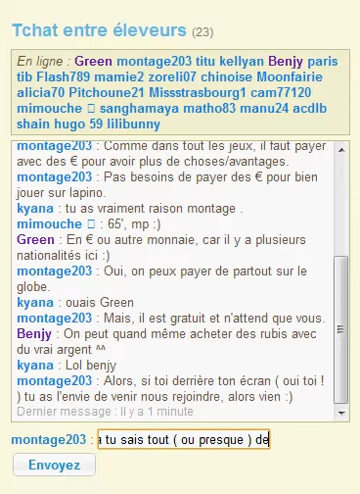 Tchat entre éleveurs (23)
En ligne : Green montage203 titu kellyan Benjy paris
tib Flash789 mamie2 zoreli07 chinoise Moonfairie
alicia70 Pitchoune21 Missstrasbourg1 cam77120
mimouche ▯ sanghamaya matho83 manu24 acdlb
shain hugo 59 lilibunny
montage203 : Comme dans tout les jeux, il faut payer
avec des € pour avoir plus de choses/avantages.
montage203 : Pas besoins de payer des € pour bien
jouer sur lapino.
kyana : tu as vraiment raison montage .
mimouche ▯ : 65', mp :)
Green : En € ou autre monnaie, car il y a plusieurs
nationalités ici :)
montage203 : Oui, on peux payer de partout sur le
globe.
kyana : ouais Green
montage203 : Mais, il est gratuit et n'attend que vous.
Benjy : On peut quand même acheter des rubis avec
du vrai argent ^^
kyana : Lol benjy
montage203 : Alors, si toi derrière ton écran ( oui toi !
) tu as l'envie de venir nous rejoindre, alors vien :)
Dernier message : Il y a 1 minute
montage203 : a tu sais tout ( ou presque ) de
Envoyez